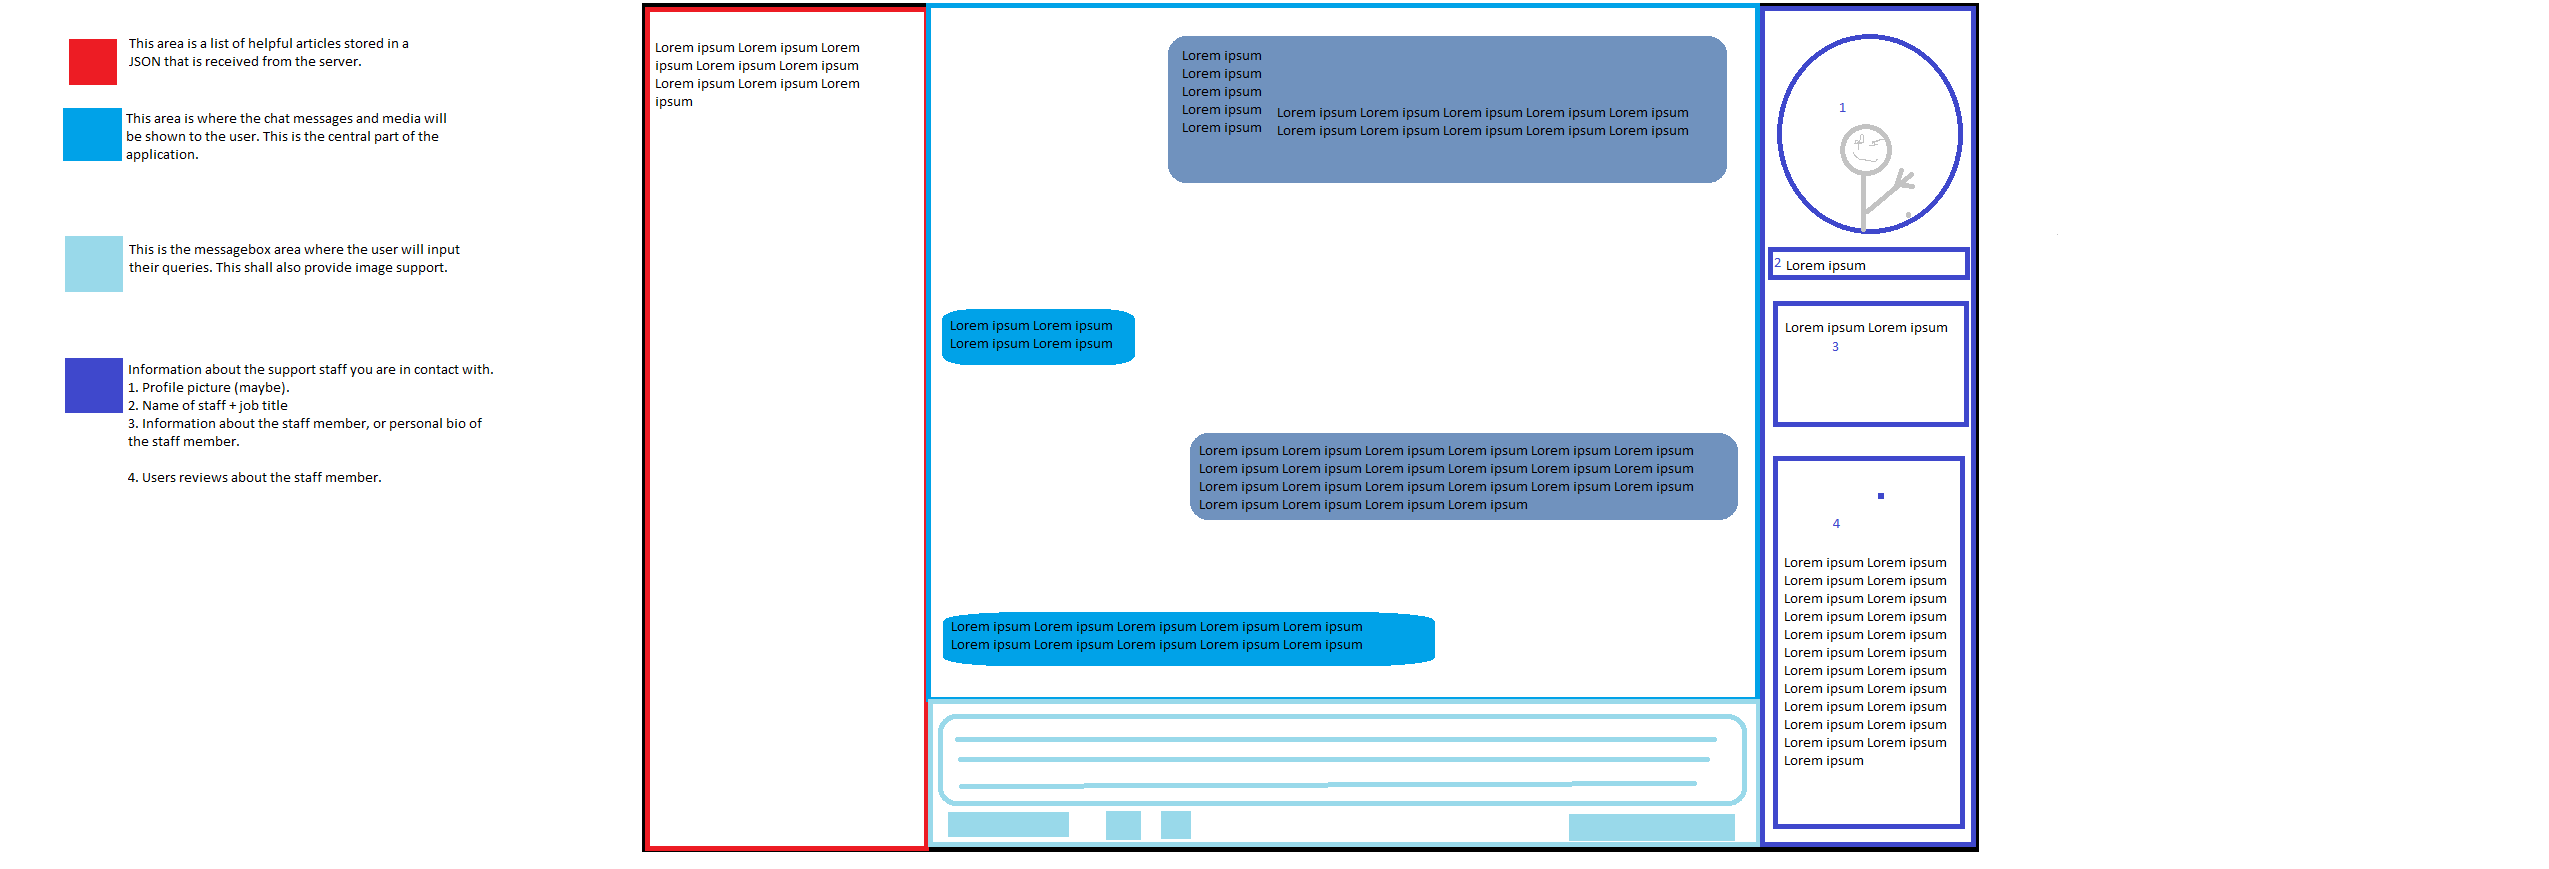 This area is a list of helpful articles stored in a
JSON that is received from the server.
This area is where the chat messages and media will
be shown to the user. This is the central part of the
application.
This is the messagebox area where the user will input
their queries. This shall also provide image support.
Information about the support staff you are in contact with.
1. Profile picture (maybe).
2. Name of staff + job title
3. Information about the staff member, or personal bio of
the staff member.
4. Users reviews about the staff member.
Lorem ipsum Lorem ipsum Lorem
ipsum Lorem ipsum Lorem ipsum
Lorem ipsum Lorem ipsum Lorem
ipsum
Lorem ipsum
Lorem ipsum
Lorem ipsum
Lorem ipsum
Lorem ipsum
Lorem ipsum Lorem ipsum Lorem ipsum Lorem ipsum Lorem ipsum
Lorem ipsum Lorem ipsum Lorem ipsum Lorem ipsum Lorem ipsum
Lorem ipsum Lorem ipsum
Lorem ipsum Lorem ipsum
Lorem ipsum Lorem ipsum Lorem ipsum Lorem ipsum Lorem ipsum Lorem ipsum
Lorem ipsum Lorem ipsum Lorem ipsum Lorem ipsum Lorem ipsum Lorem ipsum
Lorem ipsum Lorem ipsum Lorem ipsum Lorem ipsum Lorem ipsum Lorem ipsum
Lorem ipsum Lorem ipsum Lorem ipsum Lorem ipsum
Lorem ipsum Lorem ipsum Lorem ipsum Lorem ipsum Lorem ipsum
Lorem ipsum Lorem ipsum Lorem ipsum Lorem ipsum Lorem ipsum
1
2 Lorem ipsum
Lorem ipsum Lorem ipsum
3
4
Lorem ipsum Lorem ipsum
Lorem ipsum Lorem ipsum
Lorem ipsum Lorem ipsum
Lorem ipsum Lorem ipsum
Lorem ipsum Lorem ipsum
Lorem ipsum Lorem ipsum
Lorem ipsum Lorem ipsum
Lorem ipsum Lorem ipsum
Lorem ipsum Lorem ipsum
Lorem ipsum Lorem ipsum
Lorem ipsum Lorem ipsum
Lorem ipsum